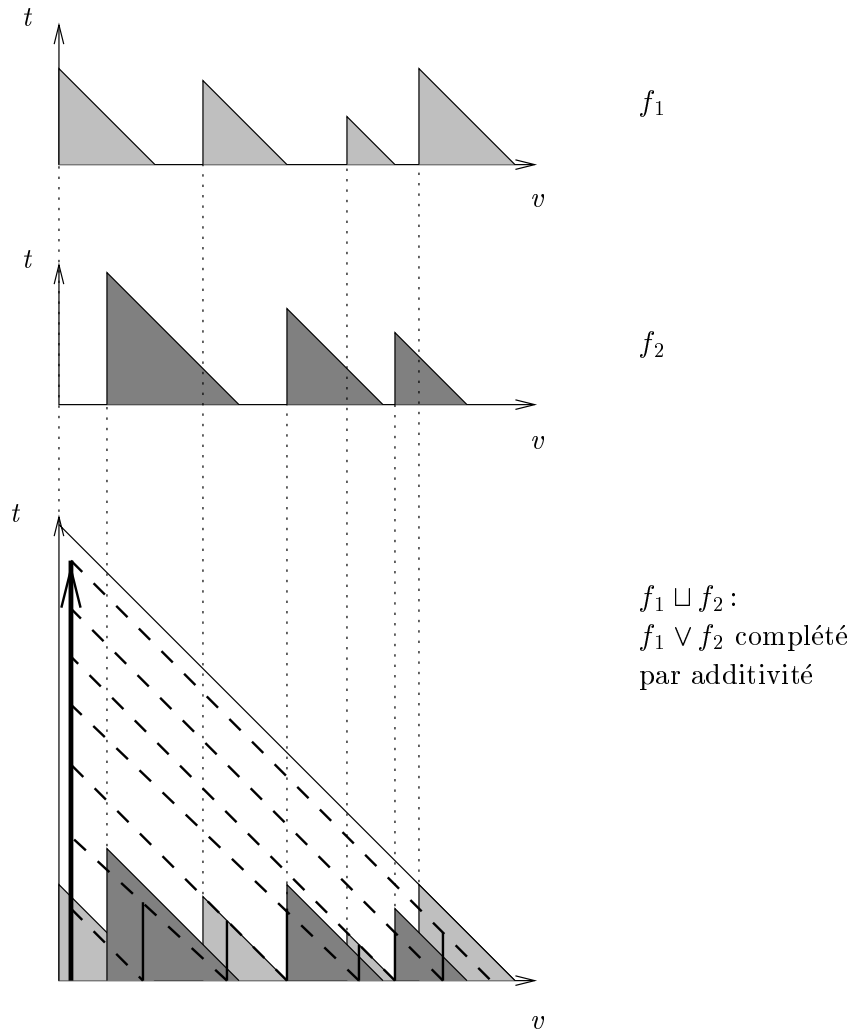 t
f₁
v
t
f₂
v
t
f₁ ⊔ f₂ :
f₁ ∨ f₂ complété
par additivité
v